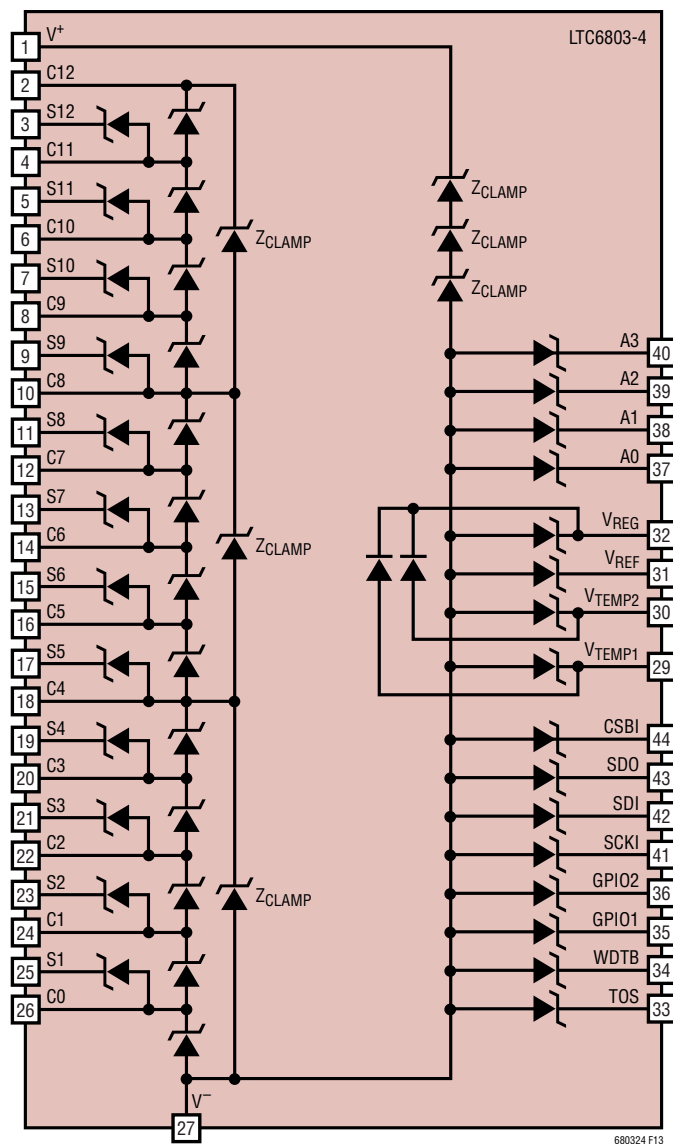 LTC6803-4
1 V+
2 C12
3 S12
4 C11
5 S11
6 C10
7 S10
8 C9
9 S9
10 C8
11 S8
12 C7
13 S7
14 C6
15 S6
16 C5
17 S5
18 C4
19 S4
20 C3
21 S3
22 C2
23 S2
24 C1
25 S1
26 C0
ZCLAMP
ZCLAMP
ZCLAMP
ZCLAMP
ZCLAMP
ZCLAMP
A3 40
A2 39
A1 38
A0 37
VREG 32
VREF 31
VTEMP2 30
VTEMP1 29
CSBI 44
SDO 43
SDI 42
SCKI 41
GPIO2 36
GPIO1 35
WDTB 34
TOS 33
V−
27
680324 F13